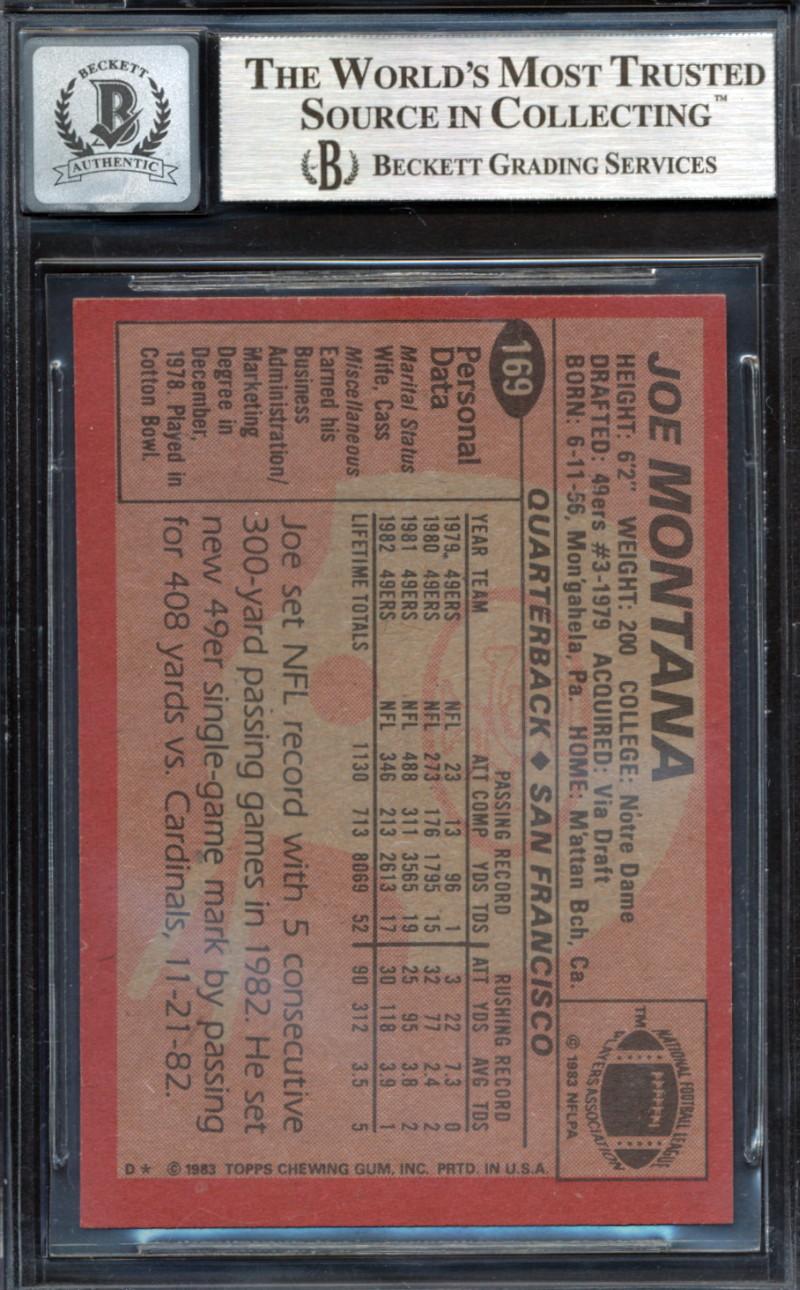 BECKETT
B
AUTHENTIC
THE WORLD'S MOST TRUSTED
SOURCE IN COLLECTING™
B BECKETT GRADING SERVICES
JOE MONTANA
HEIGHT: 6'2" WEIGHT: 200 COLLEGE: Notre Dame
DRAFTED: 49ers #3-1979 ACQUIRED: Via Draft
BORN: 6-11-56, Mon'gahela, Pa. HOME: M'attan Bch, Ca.
NATIONAL FOOTBALL LEAGUE
PLAYERS ASSOCIATION
TM
© 1983 NFLPA
169
QUARTERBACK ♦ SAN FRANCISCO
Personal
Data
Marital Status
Wife, Cass
Miscellaneous
Earned his
Business
Administration/
Marketing
Degree in
December,
1978. Played in
Cotton Bowl.
PASSING RECORD RUSHING RECORD
YEAR TEAM ATT COMP YDS TDS ATT YDS AVG TDS
1979 49ERS NFL 23 13 96 1 3 22 7.3 0
1980 49ERS NFL 273 176 1795 15 32 77 2.4 2
1981 49ERS NFL 488 311 3565 19 25 95 3.8 2
1982 49ERS NFL 346 213 2613 17 30 118 3.9 1
LIFETIME TOTALS 1130 713 8069 52 90 312 3.5 5
Joe set NFL record with 5 consecutive
300-yard passing games in 1982. He set
new 49er single-game mark by passing
for 408 yards vs. Cardinals, 11-21-82.
D * © 1983 TOPPS CHEWING GUM, INC. PRTD. IN U.S.A.